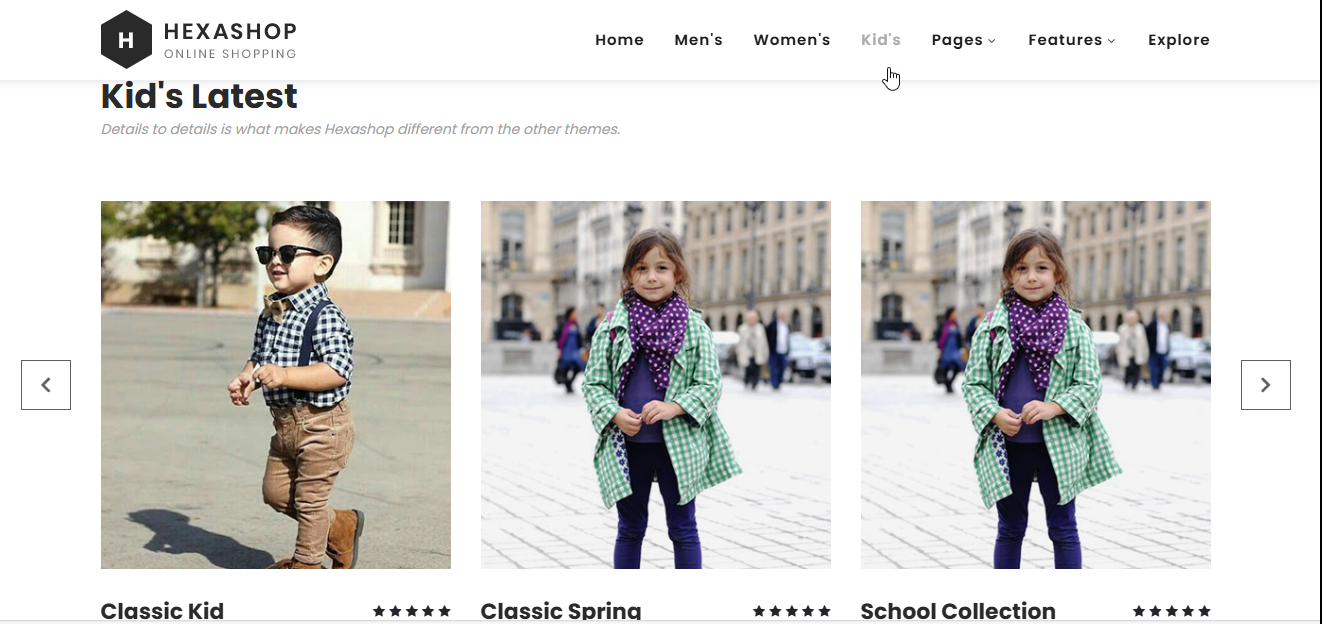 H HEXASHOP
ONLINE SHOPPING
Home Men's Women's Kid's Pages Features Explore
Kid's Latest
Details to details is what makes Hexashop different from the other themes.
Classic Kid
Classic Spring
School Collection